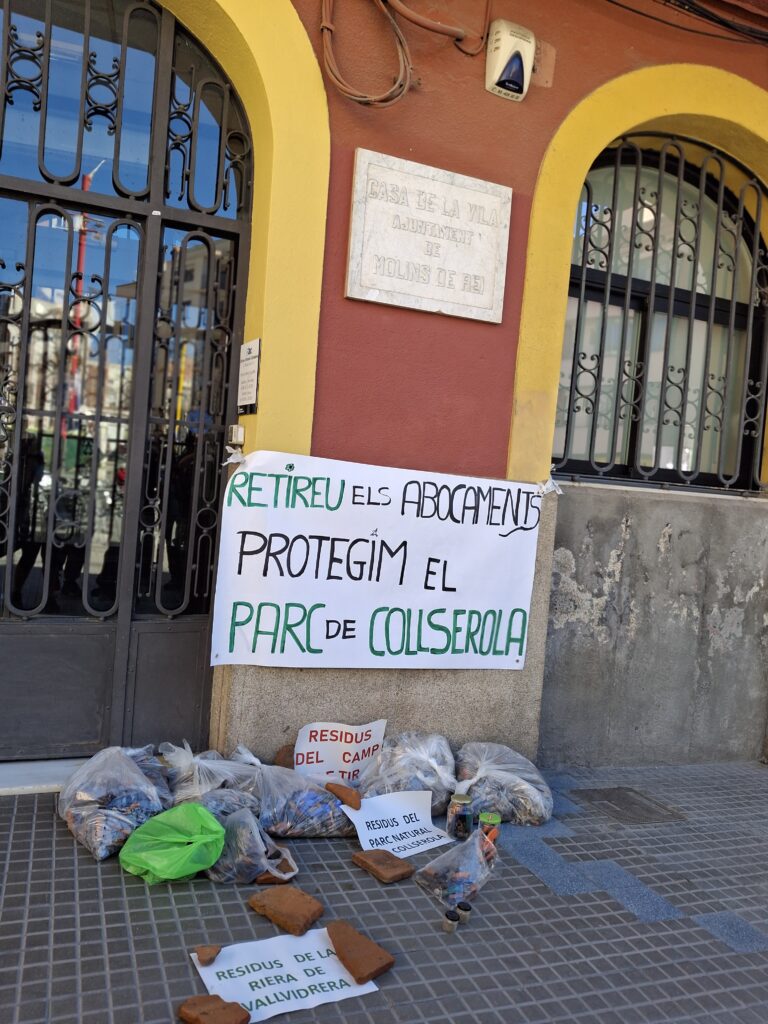 CASA DE LA VILA
AJUNTAMENT
DE
MOLINS DE REI
RETIREU ELS ABOCAMENTS
PROTEGIM EL
PARC DE COLLSEROLA
RESIDUS
DEL CAMP
E TIR
RESIDUS DEL
PARC NATURAL
COLLSEROLA
RESIDUS DE LA
RIERA DE
VALLVIDRERA